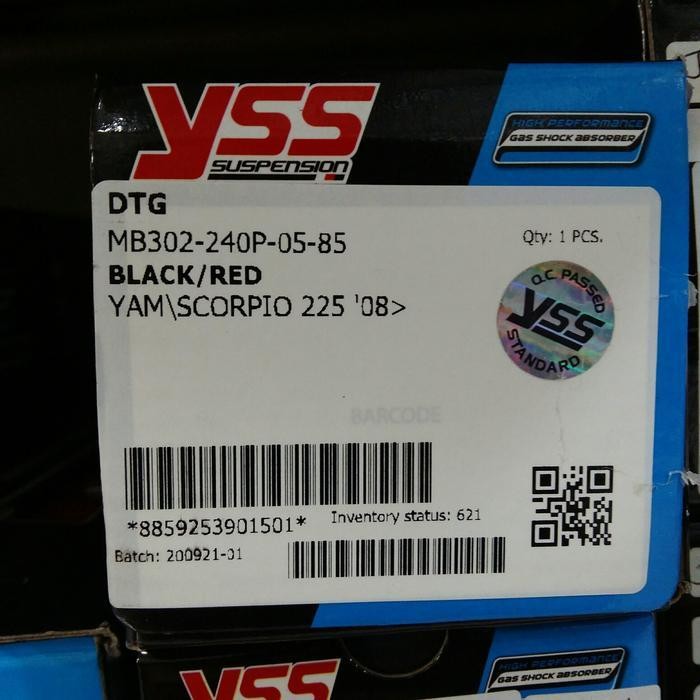 YSS
SUSPENSION
HIGH PERFORMANCE
GAS SHOCK ABSORBER
DTG
MB302-240P-05-85
Qty: 1 PCS.
BLACK/RED
YAM\SCORPIO 225 '08>
Q.C. PASSED
YSS
STANDARD
BARCODE
*8859253901501*
Inventory status: 621
Batch: 200921-01
YSS
HIGH PERFORMANCE
GAS SHOCK ABSORBER